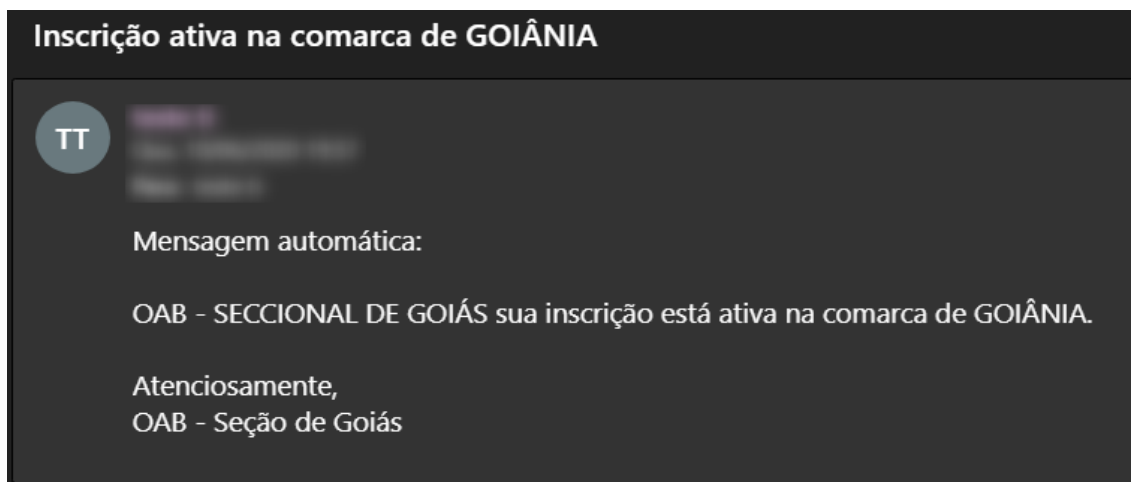 Inscrição ativa na comarca de GOIÂNIA
TT
Mensagem automática:
OAB - SECCIONAL DE GOIÁS sua inscrição está ativa na comarca de GOIÂNIA.
Atenciosamente,
OAB - Seção de Goiás